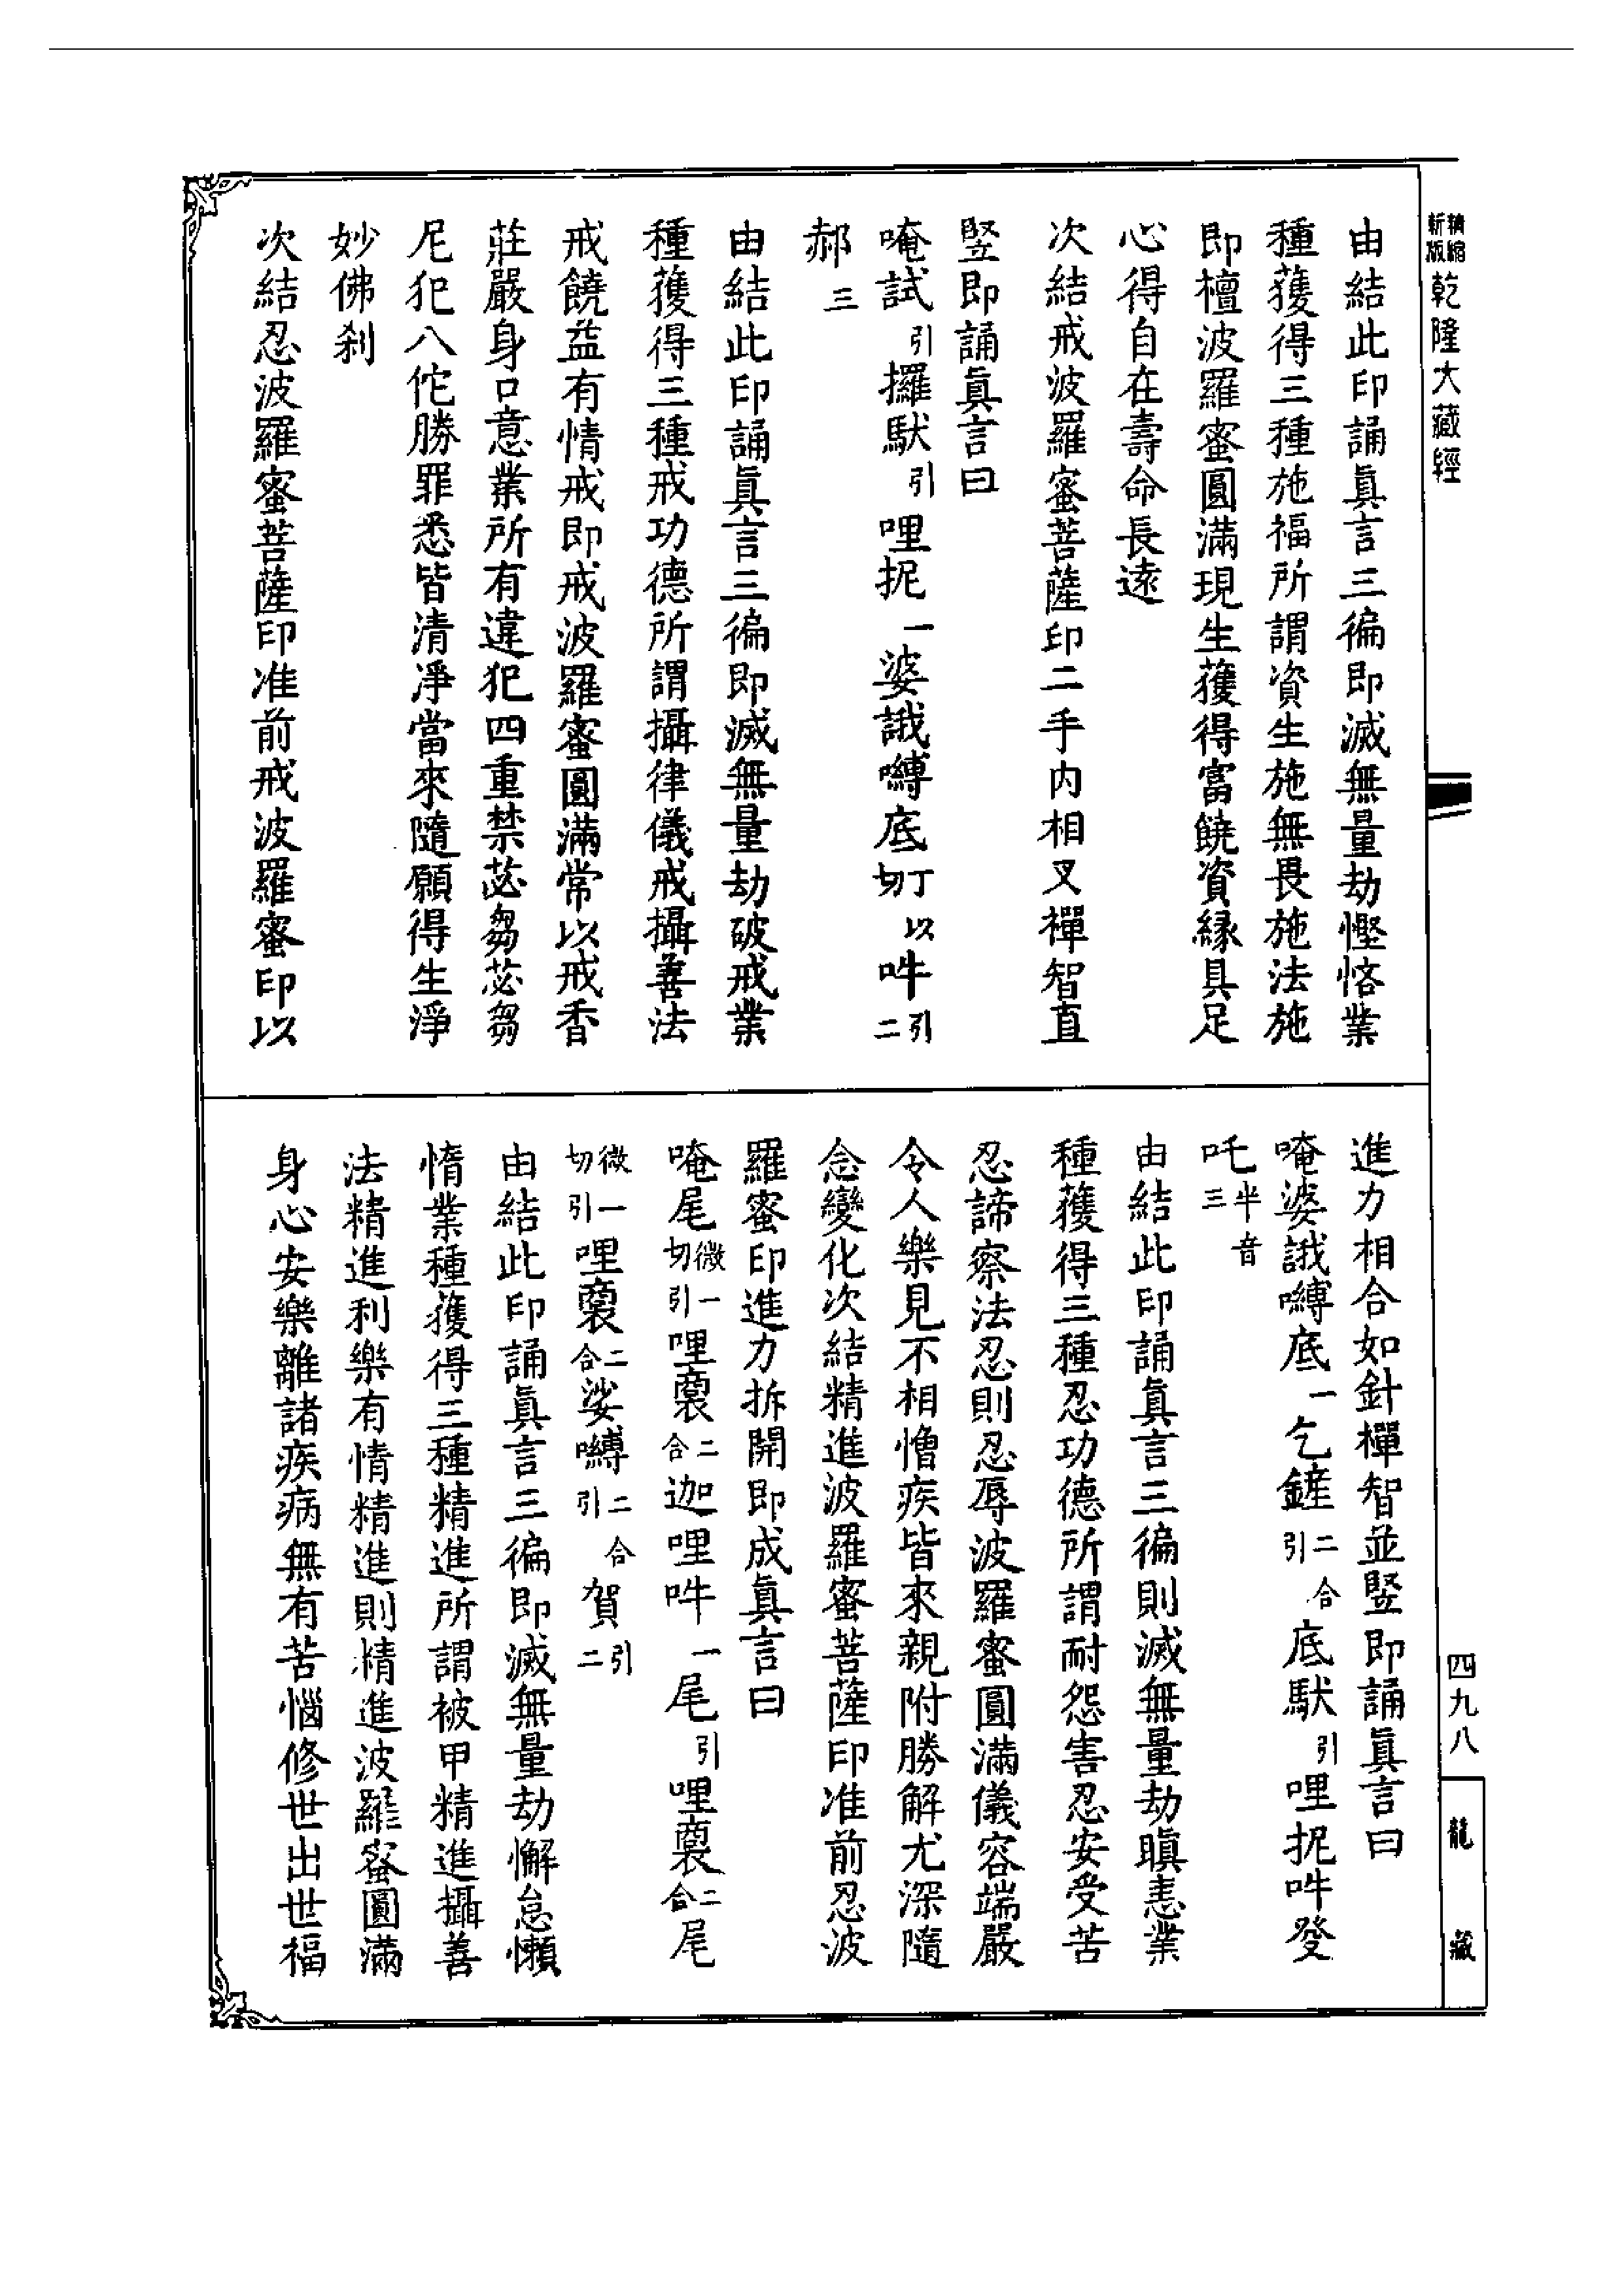 精縮新版乾隆大藏經
由結此印誦眞言三徧即滅無量劫慳悋業
種獲得三種施福所謂資生施無畏施法施
即檀波羅蜜圓滿現生獲得富饒資縁具足
心得自在壽命長遠
次結戒波羅蜜菩薩印二手内相叉禪智直
豎即誦眞言曰
唵試引攞馱引哩抳一婆誐嚩底丁以切吽引二
郝三
由結此印誦眞言三徧即滅無量劫破戒業
種獲得三種戒功德所謂攝律儀戒攝善法
戒饒益有情戒即戒波羅蜜圓滿常以戒香
莊嚴身口意業所有違犯四重禁苾芻苾芻
尼犯八佗勝罪悉皆清凈當來隨願得生淨
妙佛刹
次結忍波羅蜜菩薩印准前戒波羅蜜印以
進力相合如針禪智並豎即誦眞言曰
唵婆誐嚩底一乞鏟二合引底馱引哩抳吽發
吒半音三
由結此印誦眞言三徧則滅無量劫瞋恚業
種獲得三種忍功德所謂耐怨害忍安受苦
忍諦察法忍則忍辱波羅蜜圓滿儀容端嚴
令人樂見不相憎疾皆來親附勝解尤深隨
念變化次結精進波羅蜜菩薩印准前忍波
羅蜜印進力拆開即成眞言曰
唵尾微一切引哩裒二合迦哩吽一尾引哩裒二合尾
微一切引哩裒二合娑嚩二合引賀引二
由結此印誦眞言三徧即滅無量劫懈怠懶
惰業種獲得三種精進所謂被甲精進攝善
法精進利樂有情精進則精進波羅蜜圓滿
身心安樂離諸疾病無有苦惱修世出世福
四九八
龍藏